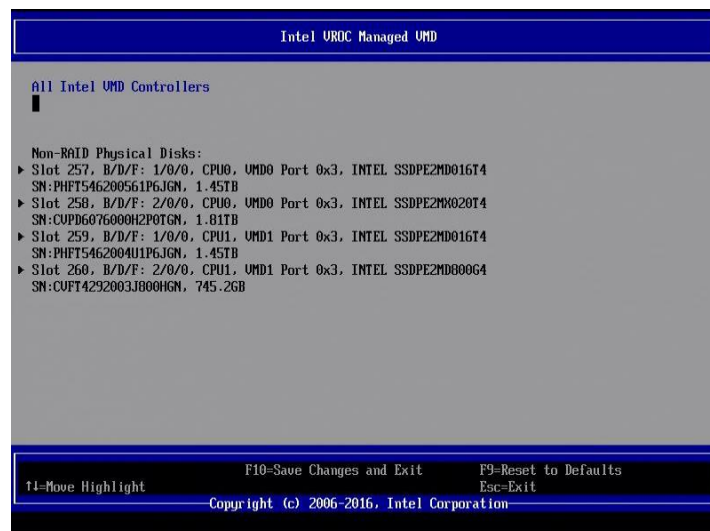 Intel VROC Managed VMD
All Intel VMD Controllers
Non-RAID Physical Disks:
▶ Slot 257, B/D/F: 1/0/0, CPU0, VMD0 Port 0x3, INTEL SSDPE2MD016T4
SN:PHFT546200561P6JGN, 1.45TB
▶ Slot 258, B/D/F: 2/0/0, CPU0, VMD0 Port 0x3, INTEL SSDPE2MX020T4
SN:CVPD6076000H2P0TGN, 1.81TB
▶ Slot 259, B/D/F: 1/0/0, CPU1, VMD1 Port 0x3, INTEL SSDPE2MD016T4
SN:PHFT5462004U1P6JGN, 1.45TB
▶ Slot 260, B/D/F: 2/0/0, CPU1, VMD1 Port 0x3, INTEL SSDPE2MD800G4
SN:CVFT4292003J800HGN, 745.2GB
F10=Save Changes and Exit F9=Reset to Defaults
↑↓=Move Highlight Esc=Exit
Copyright (c) 2006-2016, Intel Corporation